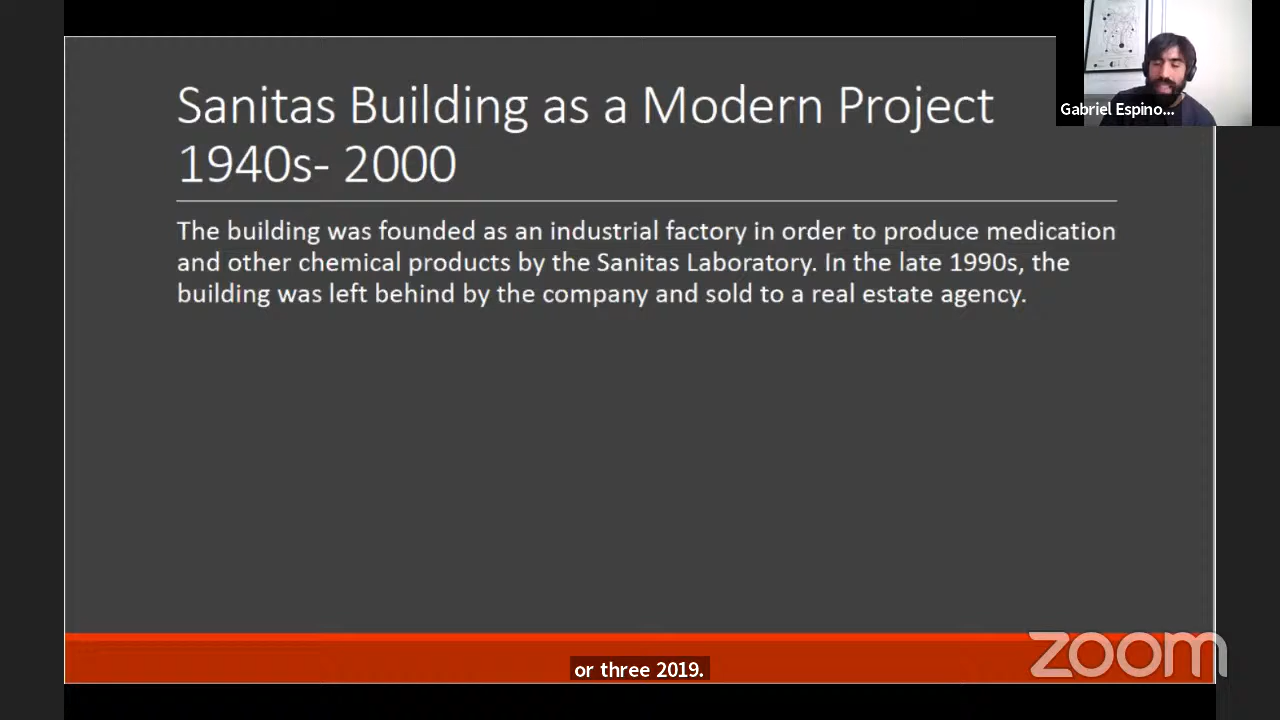 Sanitas Building as a Modern Project
1940s- 2000
Gabriel Espino...
The building was founded as an industrial factory in order to produce medication
and other chemical products by the Sanitas Laboratory. In the late 1990s, the
building was left behind by the company and sold to a real estate agency.
zoom
or three 2019.